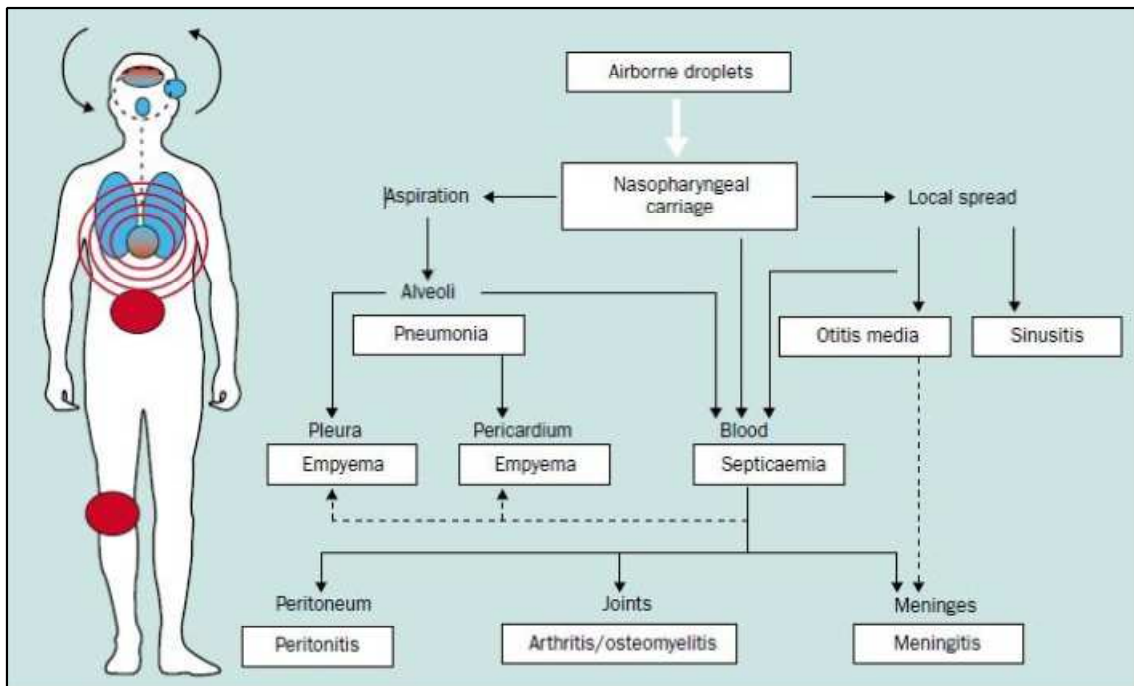 Airborne droplets
Nasopharyngeal
carriage
Aspiration
Local spread
Alveoli
Pneumonia
Otitis media
Sinusitis
Pleura
Pericardium
Blood
Empyema
Empyema
Septicaemia
Peritoneum
Joints
Meninges
Peritonitis
Arthritis/osteomyelitis
Meningitis